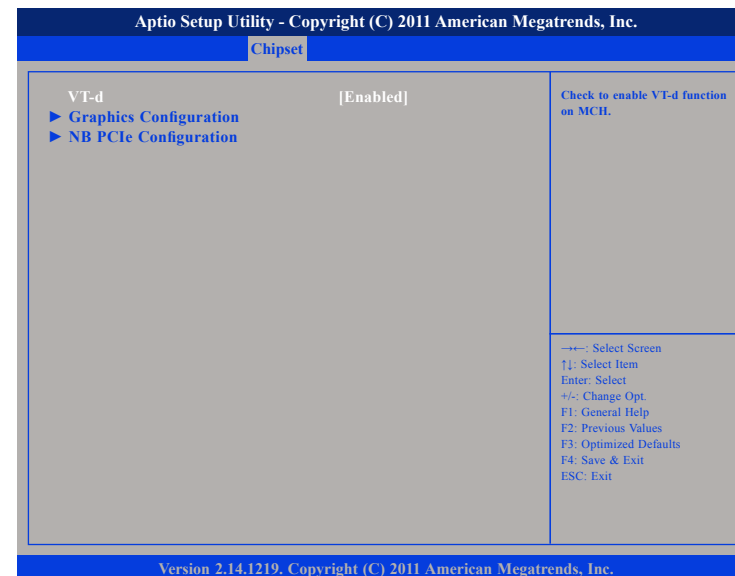 Aptio Setup Utility - Copyright (C) 2011 American Megatrends, Inc.
Chipset
VT-d [Enabled]
► Graphics Configuration
► NB PCIe Configuration
Check to enable VT-d function
on MCH.
→←: Select Screen
↑↓: Select Item
Enter: Select
+/-: Change Opt.
F1: General Help
F2: Previous Values
F3: Optimized Defaults
F4: Save & Exit
ESC: Exit
Version 2.14.1219. Copyright (C) 2011 American Megatrends, Inc.